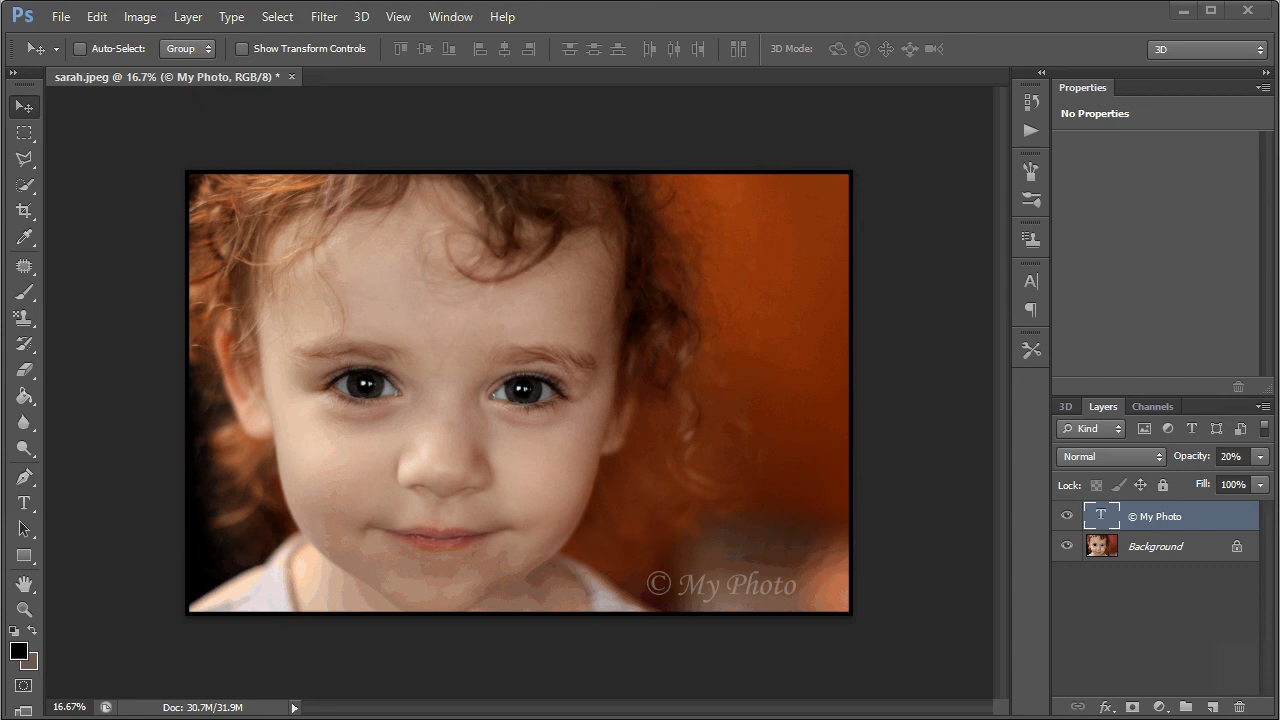 Ps File Edit Image Layer Type Select Filter 3D View Window Help
Auto-Select: Group Show Transform Controls 3D Mode: 3D
sarah.jpeg @ 16.7% (© My Photo, RGB/8) * ×
Properties
No Properties
© My Photo
3D Layers Channels
Kind T
Normal Opacity: 20%
Lock: Fill: 100%
T © My Photo
Background
fx
16.67% Doc: 30.7M/31.9M